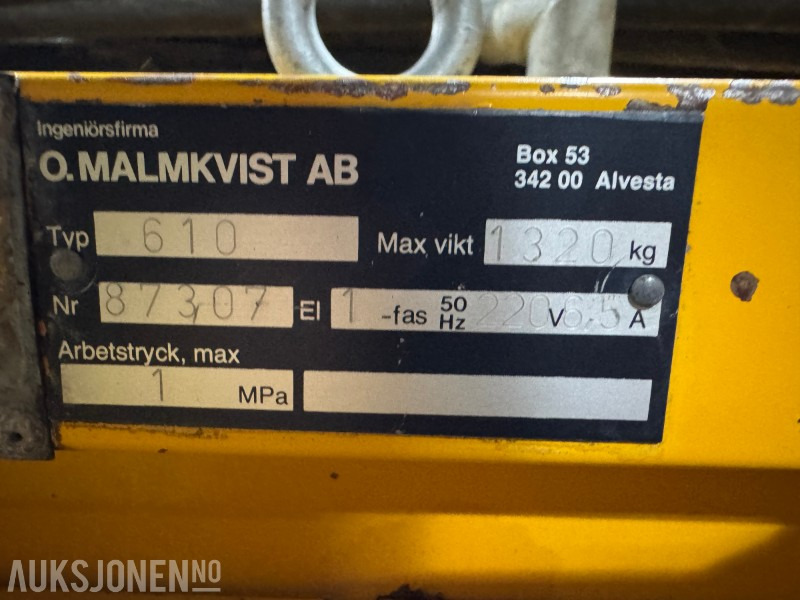 Ingeniörsfirma
O. MALMKVIST AB
Box 53
342 00 Alvesta
Typ 610 Max vikt 1320 kg
Nr 87307 El 1 -fas 50 Hz 220 V 6,5 A
Arbetstryck, max
1 MPa
AUKSJONEN.NO